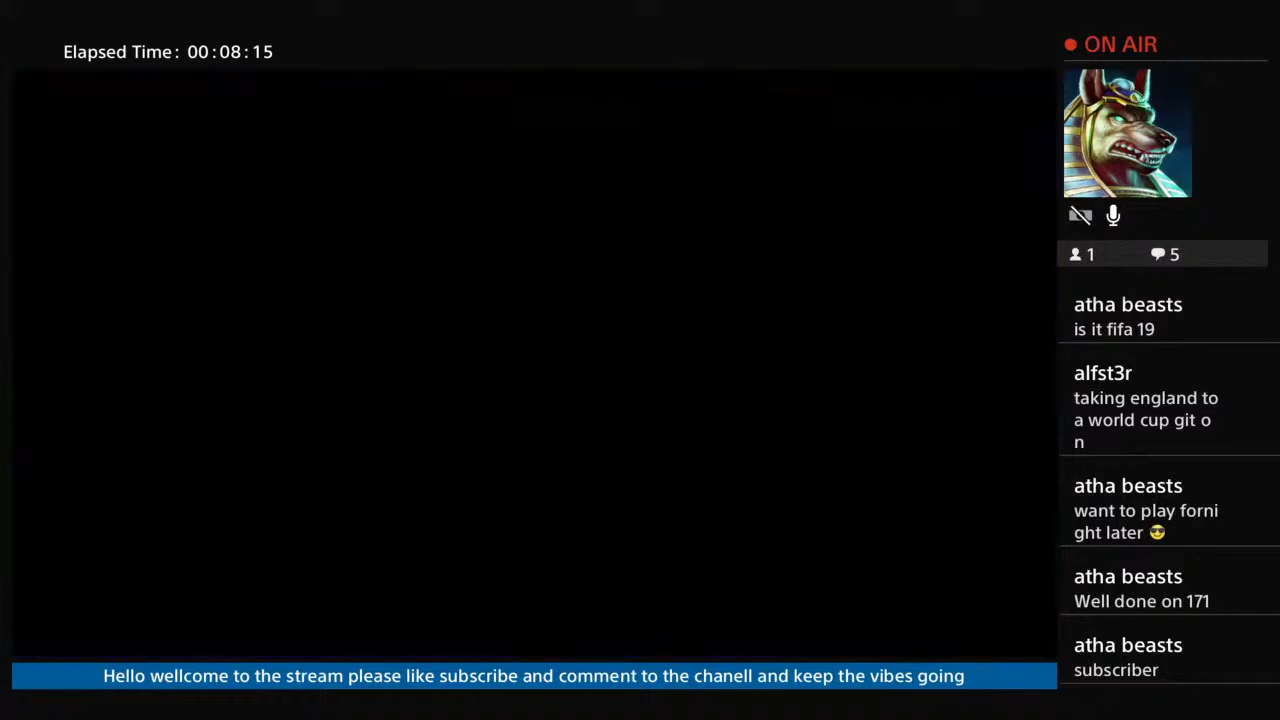 Elapsed Time: 00:08:15
ON AIR
1 5
atha beasts
is it fifa 19
alfst3r
taking england to
a world cup git o
n
atha beasts
want to play forni
ght later 😎
atha beasts
Well done on 171
atha beasts
subscriber
Hello wellcome to the stream please like subscribe and comment to the chanell and keep the vibes going